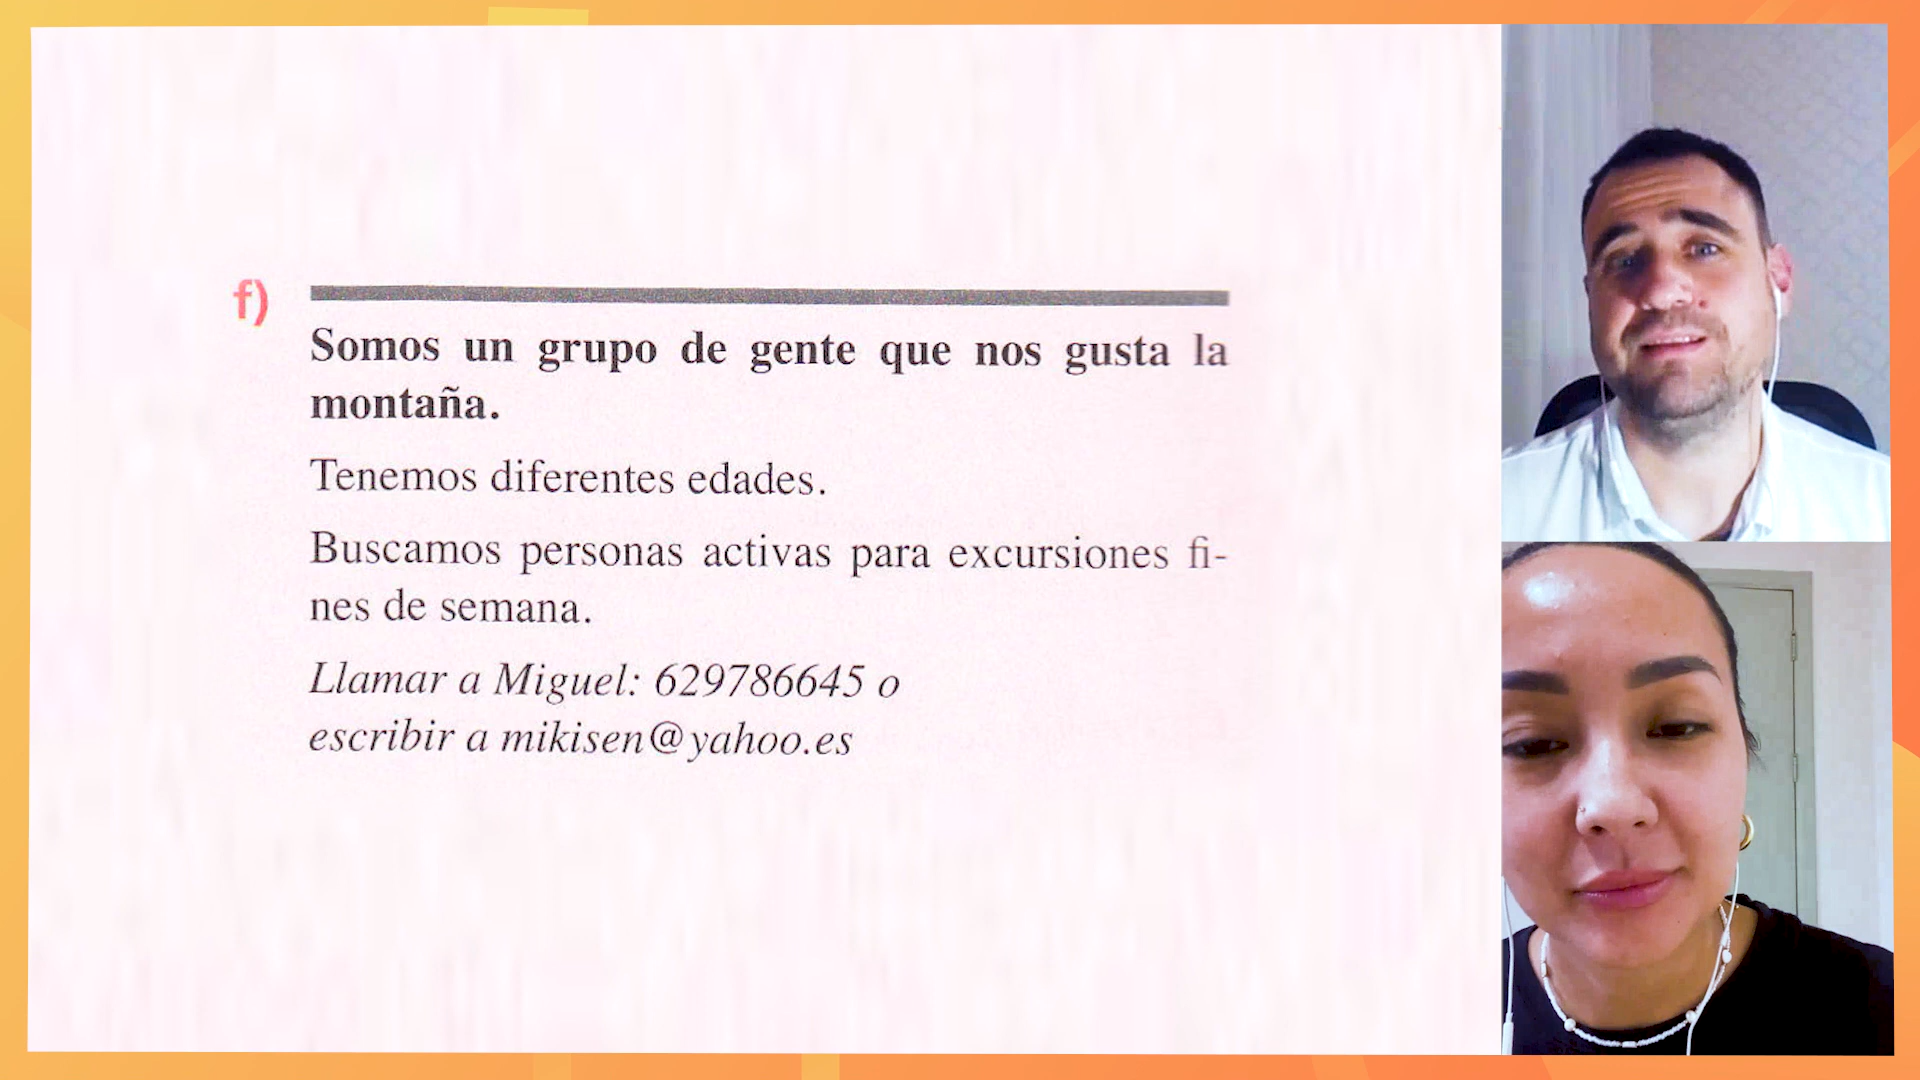 f)
Somos un grupo de gente que nos gusta la
montaña.
Tenemos diferentes edades.
Buscamos personas activas para excursiones fi-
nes de semana.
Llamar a Miguel: 629786645 o
escribir a mikisen@yahoo.es